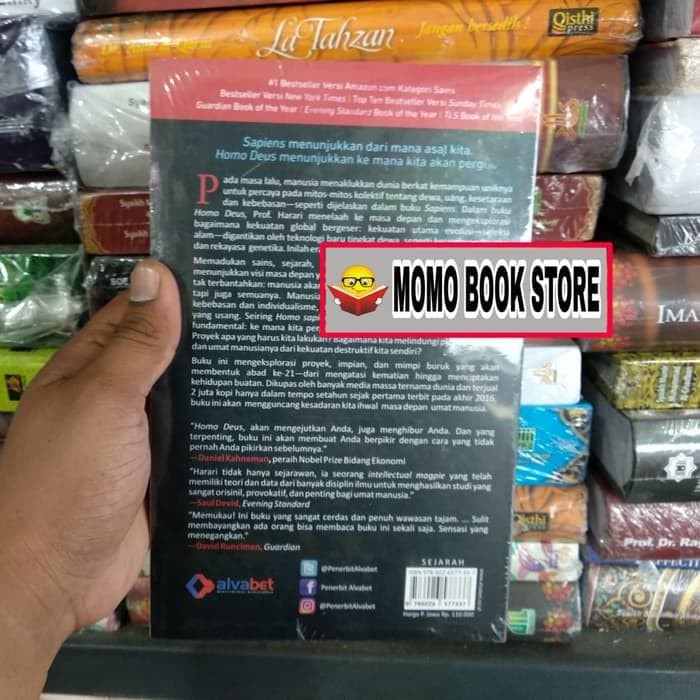 La Tahzan
Jangan bersedih!
Qisthi
press
#1 Bestseller Versi Amazon.com Kategori Sains
Bestseller Versi New York Times | Top Ten Bestseller Versi Sunday Times
Guardian Book of the Year | Evening Standard Book of the Year | TLS Book of the
Sapiens menunjukkan dari mana asal kita.
Homo Deus menunjukkan ke mana kita akan pergi.
Pada masa lalu, manusia menaklukkan dunia berkat kemampuan uniknya
untuk percaya pada mitos-mitos kolektif tentang dewa, uang, kesetaraan
dan kebebasan—seperti dijelaskan dalam buku Sapiens. Dalam buku
Homo Deus, Prof. Harari menelaah ke masa depan dan mengeksplorasi
bagaimana kekuatan global bergeser: kekuatan utama evolusi—seleksi
alam—digantikan oleh teknologi baru tingkat dewa
dan rekayasa genetika. Inilah
Memadukan sains, sejarah,
menunjukkan visi masa depan
tak terbantahkan: manusia akan
tapi juga semuanya. Manusia
kebebasan dan individualisme,
yang usang. Seiring Homo
fundamental: ke mana kita
Proyek apa yang harus kita lakukan? Bagaimana kita melindungi
dan umat manusianya dari kekuatan destruktif kita sendiri?
MOMO BOOK STORE
Buku ini mengeksplorasi proyek, impian, dan mimpi buruk yang akan
membentuk abad ke-21—dari mengatasi kematian hingga menciptakan
kehidupan buatan. Dikupas oleh banyak media massa ternama dunia dan terjual
2 juta kopi hanya dalam tempo setahun sejak pertama terbit pada akhir 2016,
buku ini akan mengguncang kesadaran kita ihwal masa depan umat manusia.
"Homo Deus, akan mengejutkan Anda, juga menghibur Anda. Dan yang
terpenting, buku ini akan membuat Anda berpikir dengan cara yang tidak
pernah Anda pikirkan sebelumnya."
—Daniel Kahneman, peraih Nobel Prize Bidang Ekonomi
"Harari tidak hanya sejarawan, ia seorang intellectual magpie yang telah
memiliki teori dan data dari banyak disiplin ilmu untuk menghasilkan studi yang
sangat orisinil, provokatif, dan penting bagi umat manusia."
—Saul David, Evening Standard
"Memukau! Ini buku yang sangat cerdas dan penuh wawasan tajam. ... Sulit
membayangkan ada orang bisa membaca buku ini sekali saja. Sensasi yang
menegangkan."
—David Runciman, Guardian
SEJARAH
alvabet
@PenerbitAlvabet
Penerbit Alvabet
@PenerbitAlvabet
Harga P. Jawa Rp.
IMA
Prof. Dr.